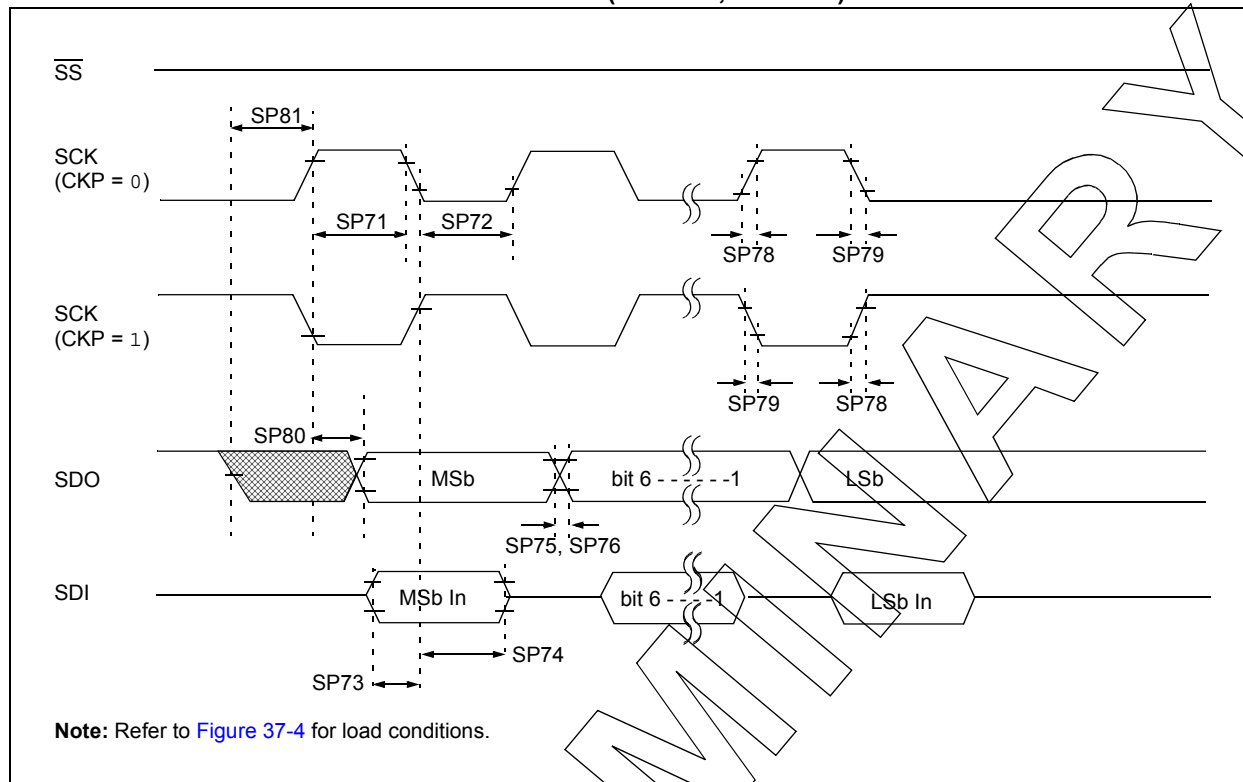 SS
SP81
SCK
(CKP = 0)
SP71 SP72
SP78 SP79
SCK
(CKP = 1)
SP79 SP78
SP80
SDO MSb bit 6 - - - - - -1 LSb
SP75, SP76
SDI MSb In bit 6 - - - - -1 LSb In
SP74
SP73
Note: Refer to Figure 37-4 for load conditions.
MINARY